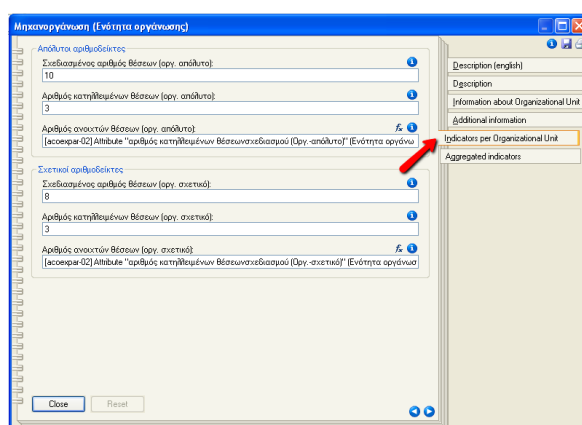 Μηχανοργάνωση (Ενότητα οργάνωσης)
Απόλυτοι αριθμοδείκτες
Σχεδιασμένος αριθμός θέσεων (οργ. απόλυτο):
10
Αριθμός κατηλλειμένων θέσεων (οργ. απόλυτο):
3
Αριθμός ανοιχτών θέσεων (οργ. απόλυτο):
[acoexpar-02] Attribute "αριθμός κατηλλειμένων θέσεωνσχεδιασμού (Οργ.-απόλυτο)" (Ενότητα οργάνω
Σχετικοί αριθμοδείκτες
Σχεδιασμένος αριθμός θέσεων (οργ. σχετικό):
8
Αριθμός κατηλλειμένων θέσεων (οργ. σχετικό):
3
Αριθμός ανοιχτών θέσεων (οργ. σχετικό):
[acoexpar-02] Attribute "αριθμός κατηλλειμένων θέσεωνσχεδιασμού (Οργ.-σχετικό)" (Ενότητα οργάνωσ
Close
Reset
Description (english)
Description
Information about Organizational Unit
Additional information
Indicators per Organizational Unit
Aggregated indicators